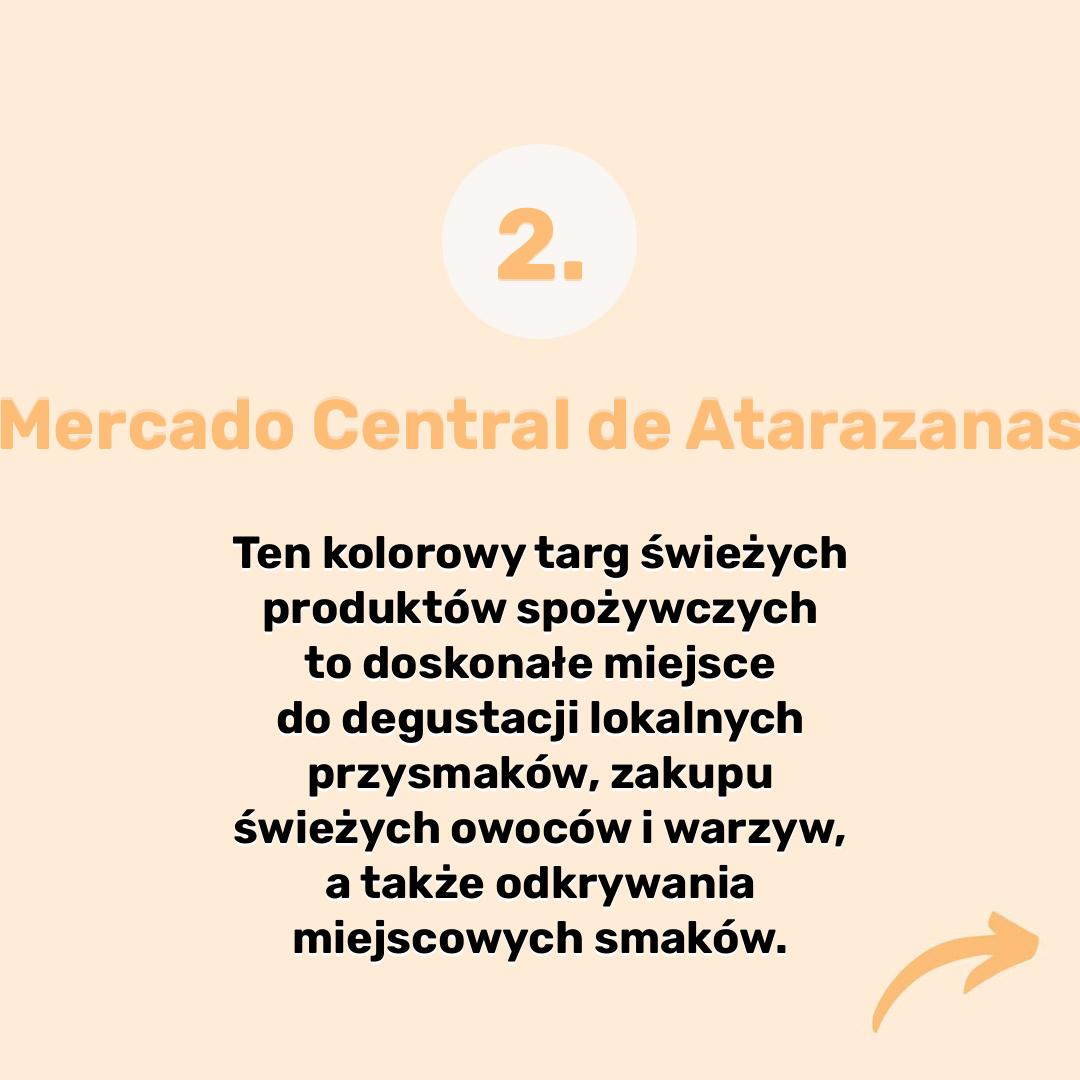 2.
Mercado Central de Atarazanas
Ten kolorowy targ świeżych
produktów spożywczych
to doskonałe miejsce
do degustacji lokalnych
przysmaków, zakupu
świeżych owoców i warzyw,
a także odkrywania
miejscowych smaków.